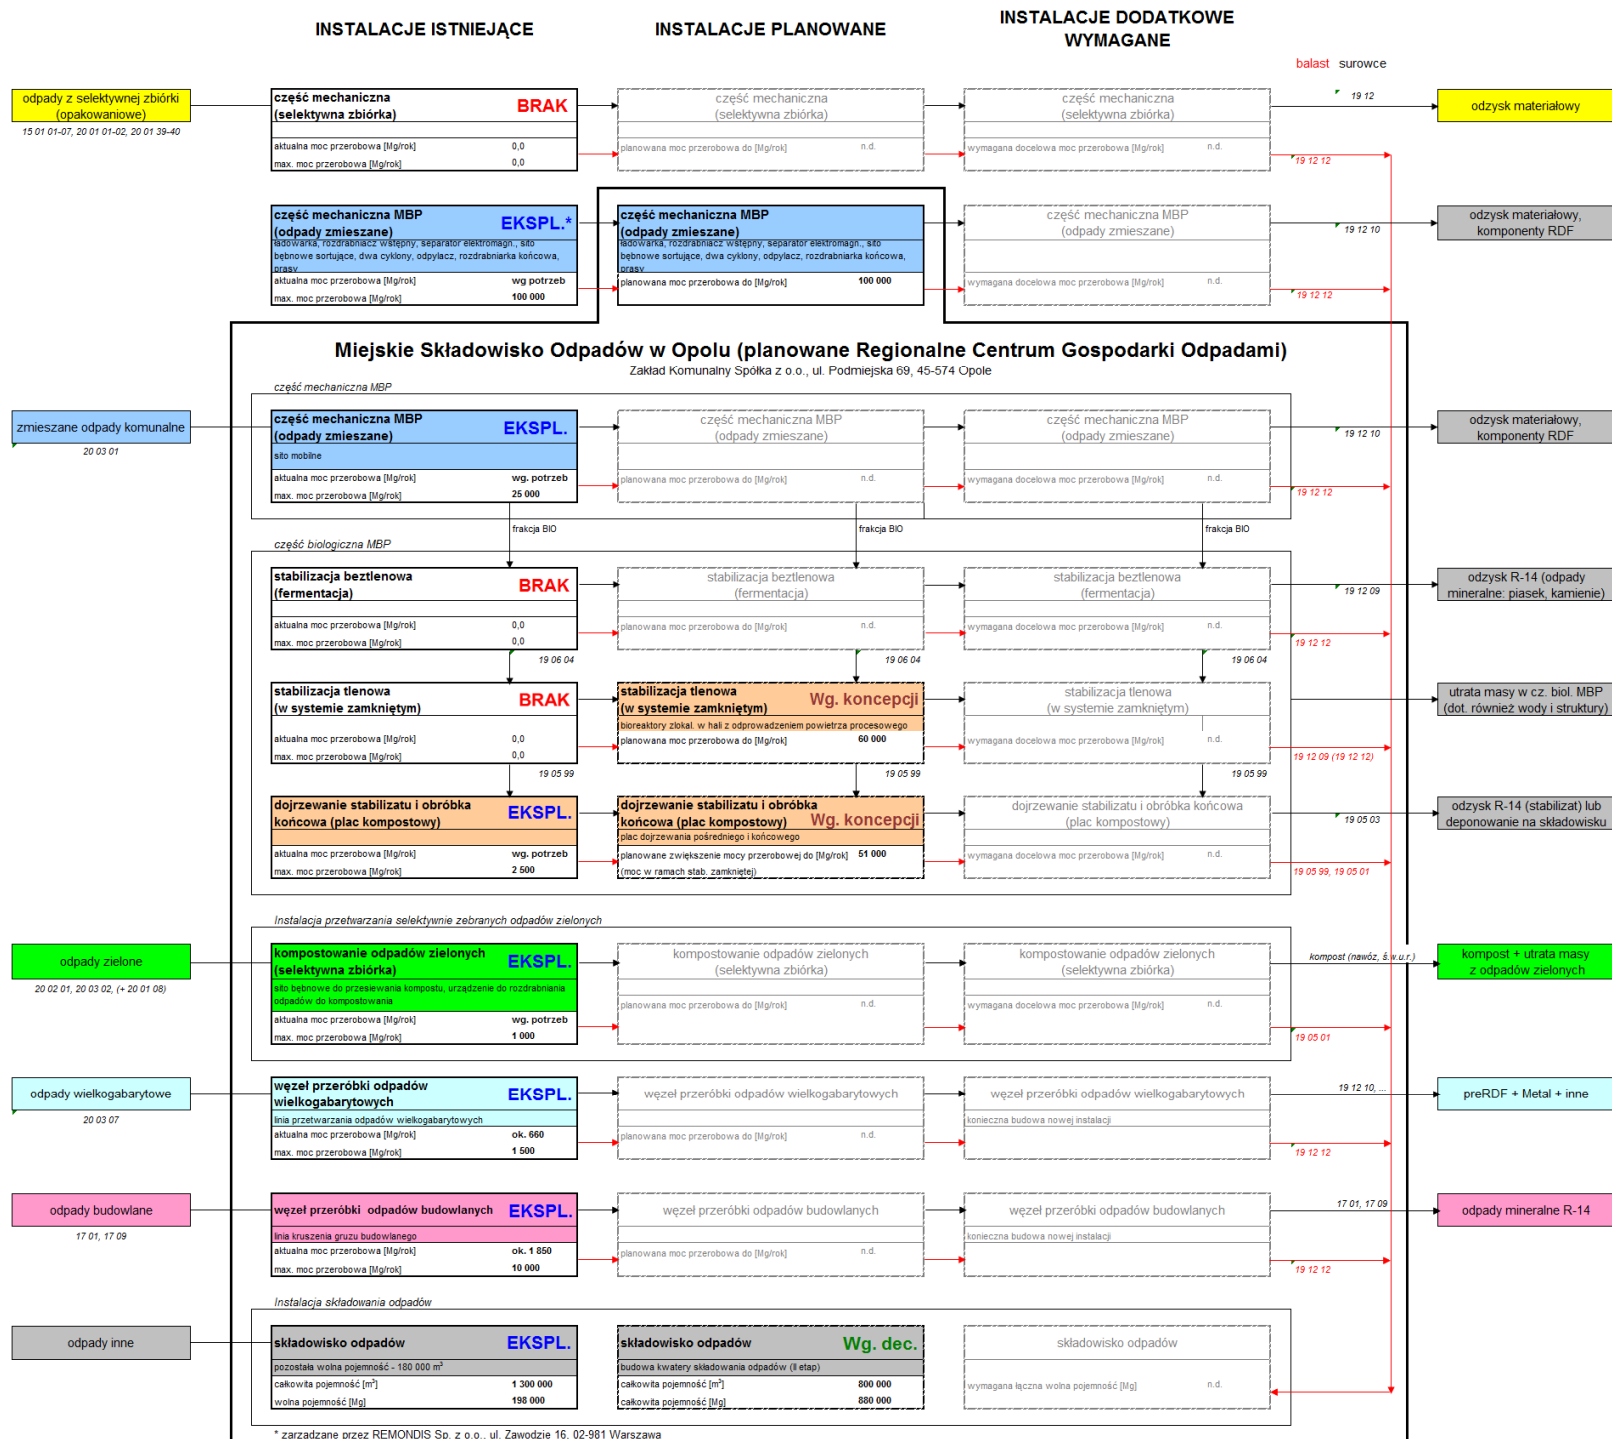 INSTALACJE ISTNIEJĄCE
INSTALACJE PLANOWANE
INSTALACJE DODATKOWE
WYMAGANE
balast surowce
odpady z selektywnej zbiórki
(opakowaniowe)
15 01 01-07, 20 01 01-02, 20 01 39-40
część mechaniczna
(selektywna zbiórka)
BRAK
aktualna moc przerobowa [Mg/rok] 0,0
max. moc przerobowa [Mg/rok] 0,0
część mechaniczna
(selektywna zbiórka)
planowana moc przerobowa do [Mg/rok] n.d.
część mechaniczna
(selektywna zbiórka)
wymagana docelowa moc przerobowa [Mg/rok] n.d.
19 12
19 12 12
odzysk materiałowy
część mechaniczna MBP
(odpady zmieszane)
EKSPL.*
ładowarka, rozdrabniacz wstępny, separator elektromagn., sito
bębnowe sortujące, dwa cyklony, odpylacz, rozdrabniarka końcowa,
prasy
aktualna moc przerobowa [Mg/rok] wg potrzeb
max. moc przerobowa [Mg/rok] 100 000
część mechaniczna MBP
(odpady zmieszane)
ładowarka, rozdrabniacz wstępny, separator elektromagn., sito
bębnowe sortujące, dwa cyklony, odpylacz, rozdrabniarka końcowa,
prasy
planowana moc przerobowa do [Mg/rok] 100 000
część mechaniczna MBP
(odpady zmieszane)
wymagana docelowa moc przerobowa [Mg/rok] n.d.
19 12 10
19 12 12
odzysk materiałowy,
komponenty RDF
Miejskie Składowisko Odpadów w Opolu (planowane Regionalne Centrum Gospodarki Odpadami)
Zakład Komunalny Spółka z o.o., ul. Podmiejska 69, 45-574 Opole
część mechaniczna MBP
zmieszane odpady komunalne
20 03 01
część mechaniczna MBP
(odpady zmieszane)
EKSPL.
sito mobilne
aktualna moc przerobowa [Mg/rok] wg. potrzeb
max. moc przerobowa [Mg/rok] 25 000
część mechaniczna MBP
(odpady zmieszane)
planowana moc przerobowa do [Mg/rok] n.d.
część mechaniczna MBP
(odpady zmieszane)
wymagana docelowa moc przerobowa [Mg/rok] n.d.
19 12 10
19 12 12
odzysk materiałowy,
komponenty RDF
frakcja BIO
frakcja BIO
frakcja BIO
część biologiczna MBP
stabilizacja beztlenowa
(fermentacja)
BRAK
aktualna moc przerobowa [Mg/rok] 0,0
max. moc przerobowa [Mg/rok] 0,0
stabilizacja beztlenowa
(fermentacja)
planowana moc przerobowa do [Mg/rok] n.d.
stabilizacja beztlenowa
(fermentacja)
wymagana docelowa moc przerobowa [Mg/rok] n.d.
19 12 09
19 12 12
odzysk R-14 (odpady
mineralne: piasek, kamienie)
19 06 04
19 06 04
19 06 04
stabilizacja tlenowa
(w systemie zamkniętym)
BRAK
aktualna moc przerobowa [Mg/rok] 0,0
max. moc przerobowa [Mg/rok] 0,0
stabilizacja tlenowa
(w systemie zamkniętym)
Wg. koncepcji
bioreaktory zlokal. w hali z odprowadzeniem powietrza procesowego
planowana moc przerobowa do [Mg/rok] 60 000
stabilizacja tlenowa
(w systemie zamkniętym)
wymagana docelowa moc przerobowa [Mg/rok] n.d.
19 12 09 (19 12 12)
utrata masy w cz. biol. MBP
(dot. również wody i struktury)
19 05 99
19 05 99
19 05 99
dojrzewanie stabilizatu i obróbka
końcowa (plac kompostowy)
EKSPL.
aktualna moc przerobowa [Mg/rok] wg. potrzeb
max. moc przerobowa [Mg/rok] 2 500
dojrzewanie stabilizatu i obróbka
końcowa (plac kompostowy)
Wg. koncepcji
plac dojrzewania pośredniego i końcowego
planowane zwiększenie mocy przerobowej do [Mg/rok] 51 000
(moc w ramach stab. zamkniętej)
dojrzewanie stabilizatu i obróbka końcowa
(plac kompostowy)
wymagana docelowa moc przerobowa [Mg/rok] n.d.
19 05 03
19 05 99, 19 05 01
odzysk R-14 (stabilizat) lub
deponowanie na składowisku
Instalacja przetwarzania selektywnie zebranych odpadów zielonych
odpady zielone
20 02 01, 20 03 02, (+ 20 01 08)
kompostowanie odpadów zielonych
(selektywna zbiórka)
EKSPL.
sito bębnowe do przesiewania kompostu, urządzenie do rozdrabniania
odpadów do kompostowania
aktualna moc przerobowa [Mg/rok] wg. potrzeb
max. moc przerobowa [Mg/rok] 1 000
kompostowanie odpadów zielonych
(selektywna zbiórka)
planowana moc przerobowa do [Mg/rok] n.d.
kompostowanie odpadów zielonych
(selektywna zbiórka)
wymagana docelowa moc przerobowa [Mg/rok] n.d.
kompost (nawóz, ś.w.u.r.)
19 05 01
kompost + utrata masy
z odpadów zielonych
odpady wielkogabarytowe
20 03 07
węzeł przeróbki odpadów
wielkogabarytowych
EKSPL.
linia przetwarzania odpadów wielkogabarytowych
aktualna moc przerobowa [Mg/rok] ok. 660
max. moc przerobowa [Mg/rok] 1 500
węzeł przeróbki odpadów wielkogabarytowych
planowana moc przerobowa do [Mg/rok] n.d.
węzeł przeróbki odpadów wielkogabarytowych
konieczna budowa nowej instalacji
19 12 10, ...
19 12 12
preRDF + Metal + inne
odpady budowlane
17 01, 17 09
węzeł przeróbki odpadów budowlanych
EKSPL.
linia kruszenia gruzu budowlanego
aktualna moc przerobowa [Mg/rok] ok. 1 850
max. moc przerobowa [Mg/rok] 10 000
węzeł przeróbki odpadów budowlanych
planowana moc przerobowa do [Mg/rok] n.d.
węzeł przeróbki odpadów budowlanych
konieczna budowa nowej instalacji
17 01, 17 09
19 12 12
odpady mineralne R-14
Instalacja składowania odpadów
odpady inne
składowisko odpadów
EKSPL.
pozostała wolna pojemność - 180 000 m³
całkowita pojemność [m³] 1 300 000
wolna pojemność [Mg] 198 000
składowisko odpadów
Wg. dec.
budowa kwatery składowania odpadów (II etap)
całkowita pojemność [m³] 800 000
całkowita pojemność [Mg] 880 000
składowisko odpadów
wymagana łączna wolna pojemność [Mg] n.d.
* zarządzane przez REMONDIS Sp. z o.o., ul. Zawodzie 16, 02-981 Warszawa